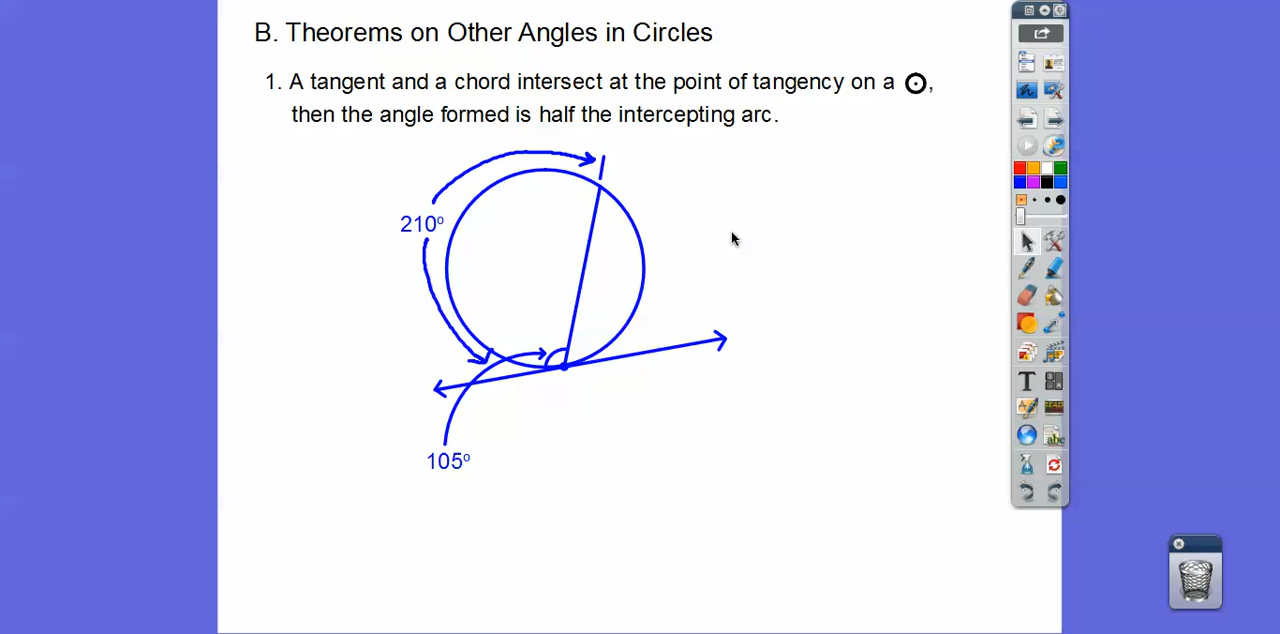 B. Theorems on Other Angles in Circles
1. A tangent and a chord intersect at the point of tangency on a ⊙,
then the angle formed is half the intercepting arc.
210º
105º